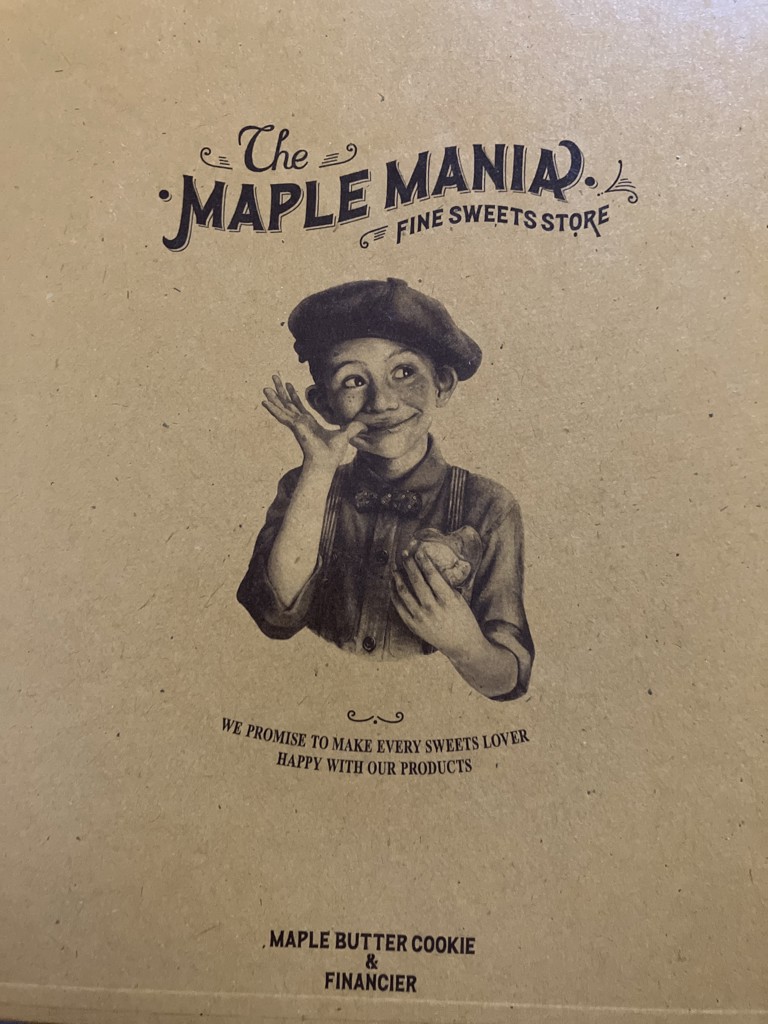 The
MAPLE MANIA
FINE SWEETS STORE
WE PROMISE TO MAKE EVERY SWEETS LOVER
HAPPY WITH OUR PRODUCTS
MAPLE BUTTER COOKIE
&
FINANCIER